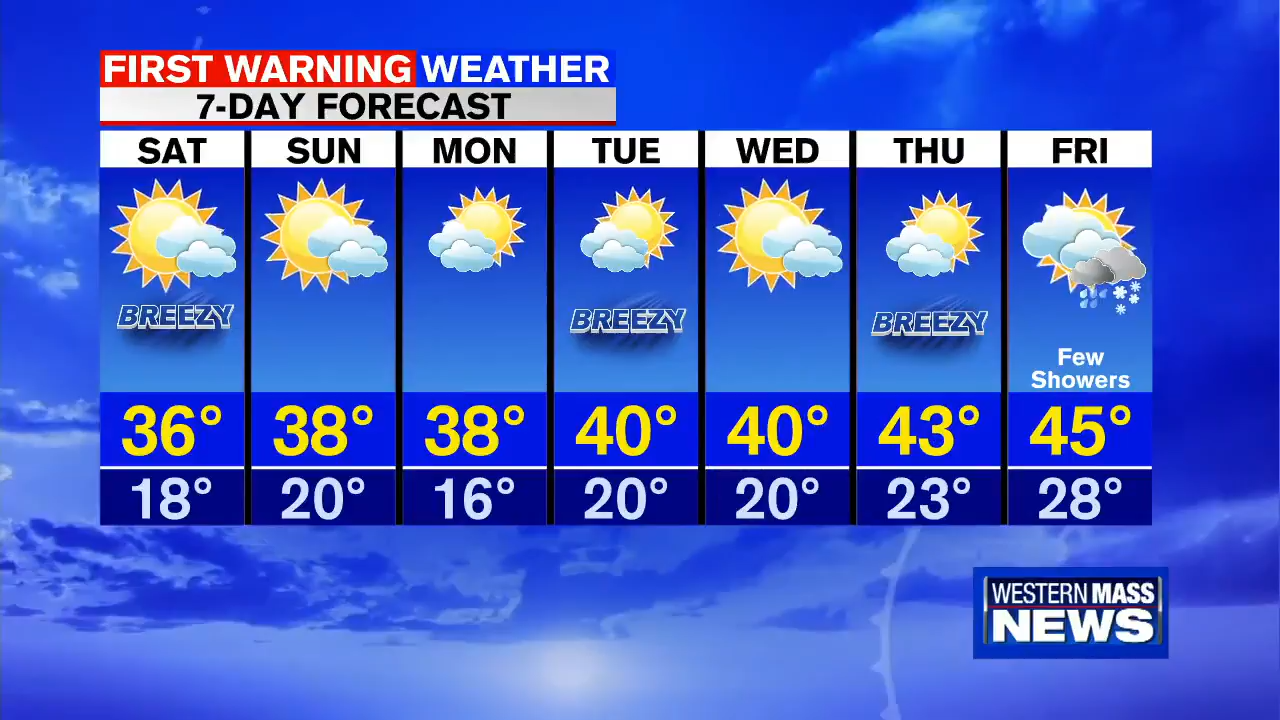 FIRST WARNING WEATHER
7-DAY FORECAST
SAT SUN MON TUE WED THU FRI
BREEZY BREEZY BREEZY
Few
Showers
36° 38° 38° 40° 40° 43° 45°
18° 20° 16° 20° 20° 23° 28°
WESTERN MASS
NEWS